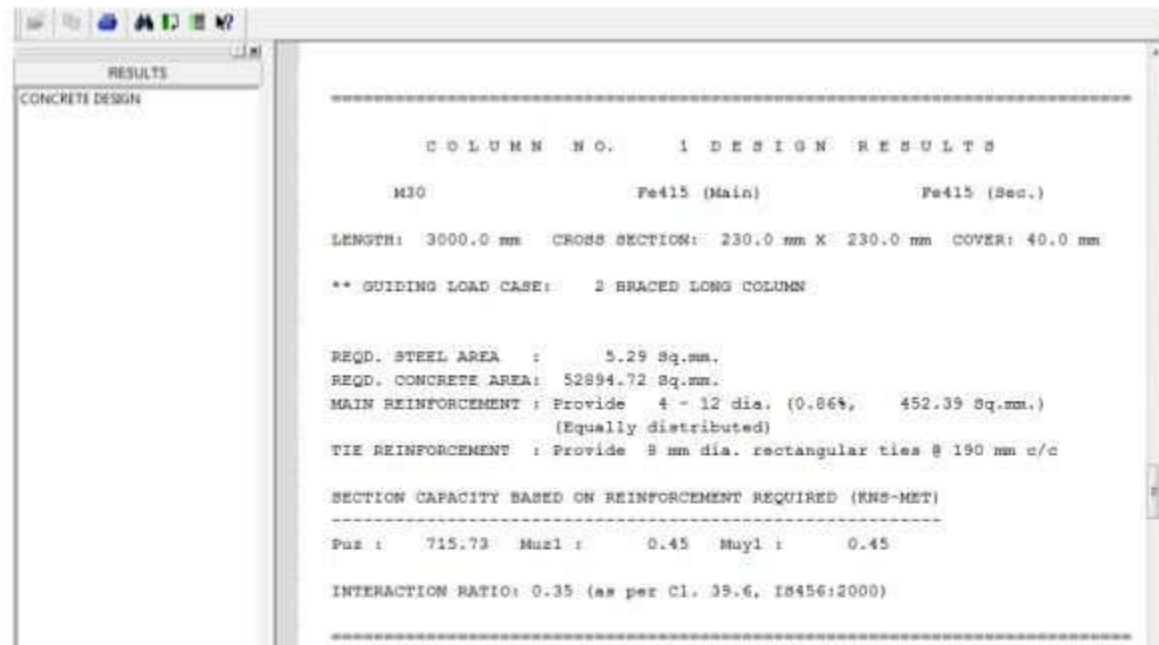 RESULTS
CONCRETE DESIGN
============================================================================
C O L U M N   N O.   1   D E S I G N   R E S U L T S
M30   Fe415 (Main)   Fe415 (Sec.)
LENGTH: 3000.0 mm   CROSS SECTION: 230.0 mm X 230.0 mm   COVER: 40.0 mm
** GUIDING LOAD CASE: 2 BRACED LONG COLUMN
REQD. STEEL AREA : 5.29 Sq.mm.
REQD. CONCRETE AREA: 52894.72 Sq.mm.
MAIN REINFORCEMENT : Provide 4 - 12 dia. (0.86%, 452.39 Sq.mm.)
(Equally distributed)
TIE REINFORCEMENT : Provide 8 mm dia. rectangular ties @ 190 mm c/c
SECTION CAPACITY BASED ON REINFORCEMENT REQUIRED (KNS-MET)
----------------------------------------------------------
Puz : 715.73 Muz1 : 0.45 Muy1 : 0.45
INTERACTION RATIO: 0.35 (as per Cl. 39.6, IS456:2000)
============================================================================